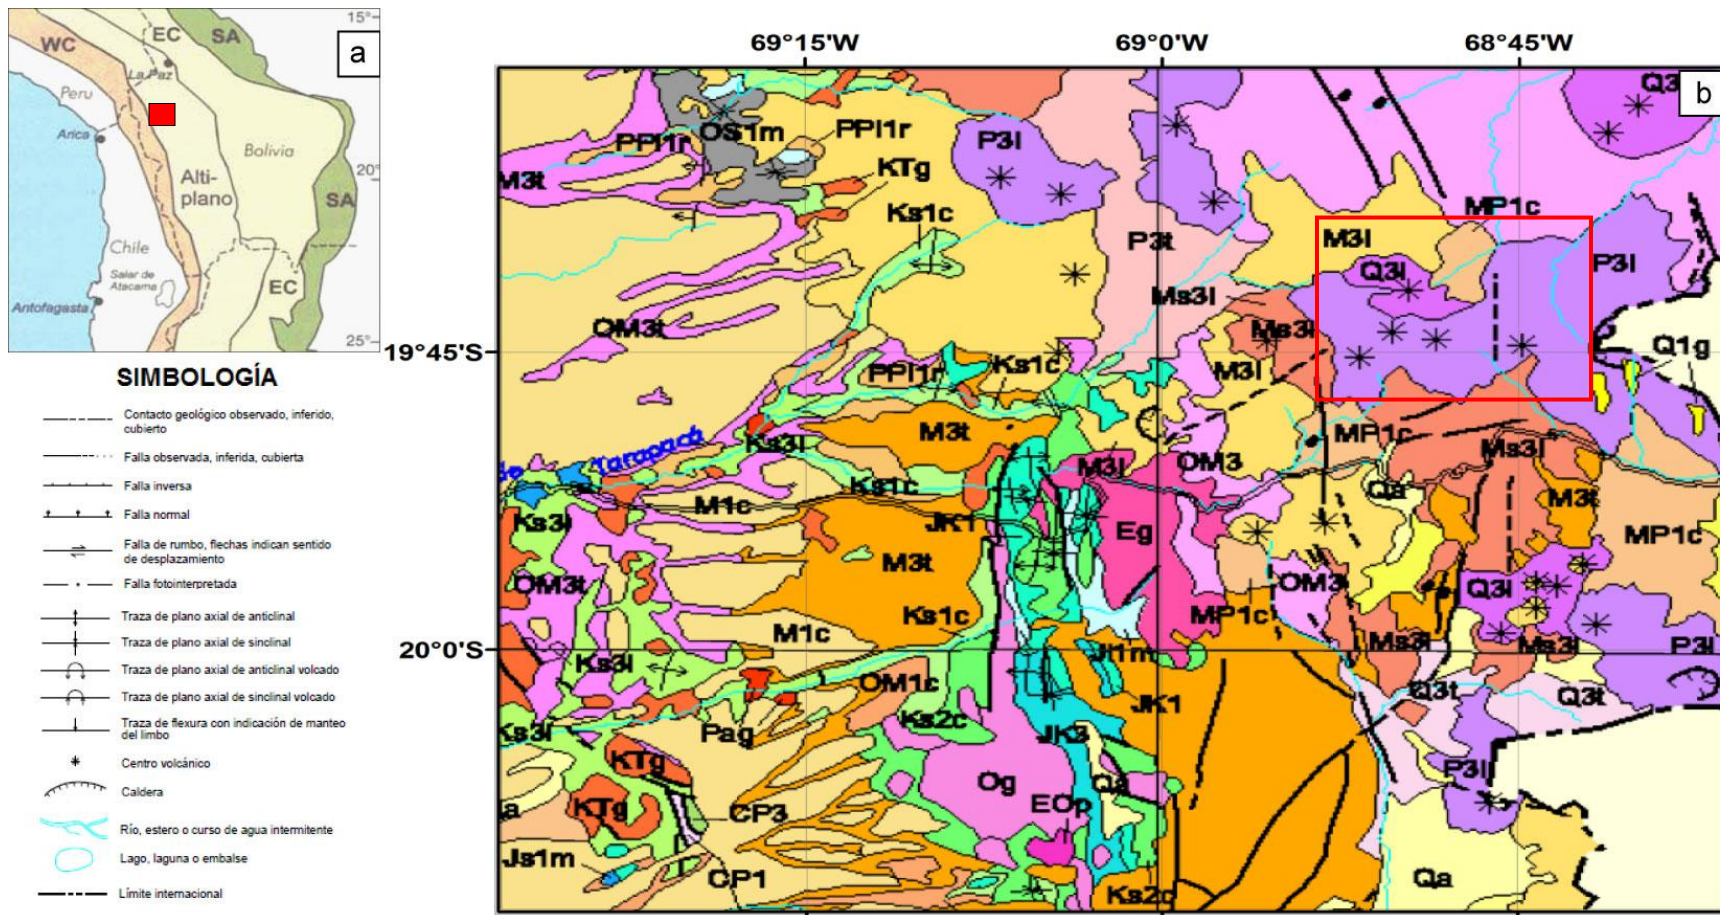 a
15°
EC
SA
WC
La Paz
Peru
Arica
Bolivia
20°
Alti-
plano
SA
Chile
Salar de
Atacama
EC
Antofagasta
25°
SIMBOLOGÍA
Contacto geológico observado, inferido,
cubierto
Falla observada, inferida, cubierta
Falla inversa
Falla normal
Falla de rumbo, flechas indican sentido
de desplazamiento
Falla fotointerpretada
Traza de plano axial de anticlinal
Traza de plano axial de sinclinal
Traza de plano axial de anticlinal volcado
Traza de plano axial de sinclinal volcado
Traza de flexura con indicación de manteo
del limbo
Centro volcánico
Caldera
Río, estero o curso de agua intermitente
Lago, laguna o embalse
Límite internacional
69°15'W 69°0'W 68°45'W
b
Q3
OS1m PPl1r
PPl1r P3l
KTg
M3t
Ks1c MP1c
P3t M3l
Q3l P3l
Ms3l
OM3t Ms3l
19°45'S
Ks1c Q1g
PPl1r M3l
M3t MP1c
Tarapacá Ks3l Ms3l
M3l OM3
Ks1c Qa
M1c M3t
Ks3l JK1 Eg
MP1c
M3t
OM3t OM3 Q3l
Ks1c MP1c
M1c Ms3l Ms3l
20°0'S
Ks3l JI1m P3l
OM1c Q3t Q3t
JK1
Ks2c
Ks3l Pag JK3
KTg P3l
Og Qa
KTg CP3 EOp
Js1m
CP1 Ks2c Qa